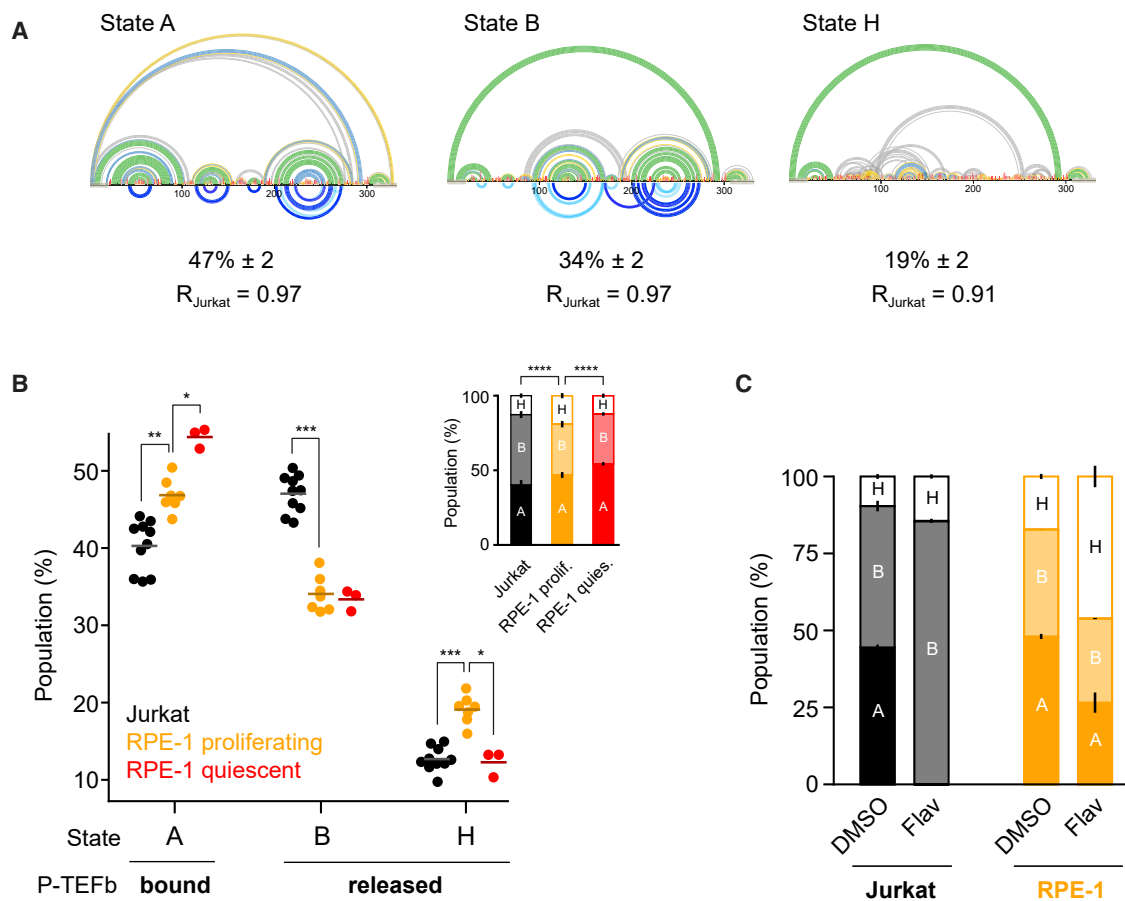 A
State A
State B
State H
100
200
300
100
200
300
100
200
300
47% ± 2
34% ± 2
19% ± 2
R_Jurkat = 0.97
R_Jurkat = 0.97
R_Jurkat = 0.91
B
Population (%)
50
40
30
20
10
**
*
***
***
*
Jurkat
RPE-1 proliferating
RPE-1 quiescent
State
A
B
H
P-TEFb
bound
released
****
****
Population (%)
100
50
0
H
B
A
H
B
A
H
B
A
Jurkat
RPE-1 prolif.
RPE-1 quies.
C
Population (%)
100
75
50
25
0
H
B
A
H
B
H
B
A
H
B
A
DMSO
Flav
DMSO
Flav
Jurkat
RPE-1